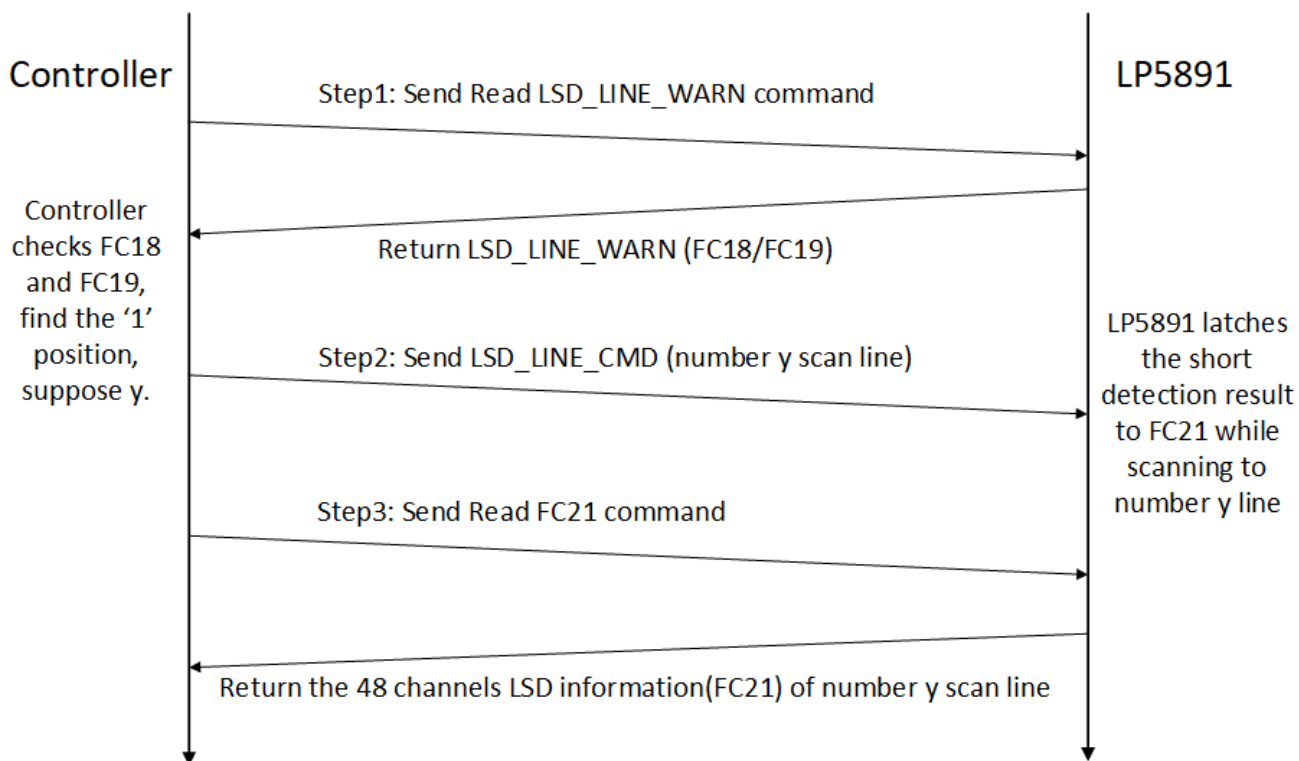 Controller
LP5891
Step1: Send Read LSD_LINE_WARN command
Return LSD_LINE_WARN (FC18/FC19)
Controller
checks FC18
and FC19,
find the ‘1’
position,
suppose y.
Step2: Send LSD_LINE_CMD (number y scan line)
LP5891 latches
the short
detection result
to FC21 while
scanning to
number y line
Step3: Send Read FC21 command
Return the 48 channels LSD information(FC21) of number y scan line